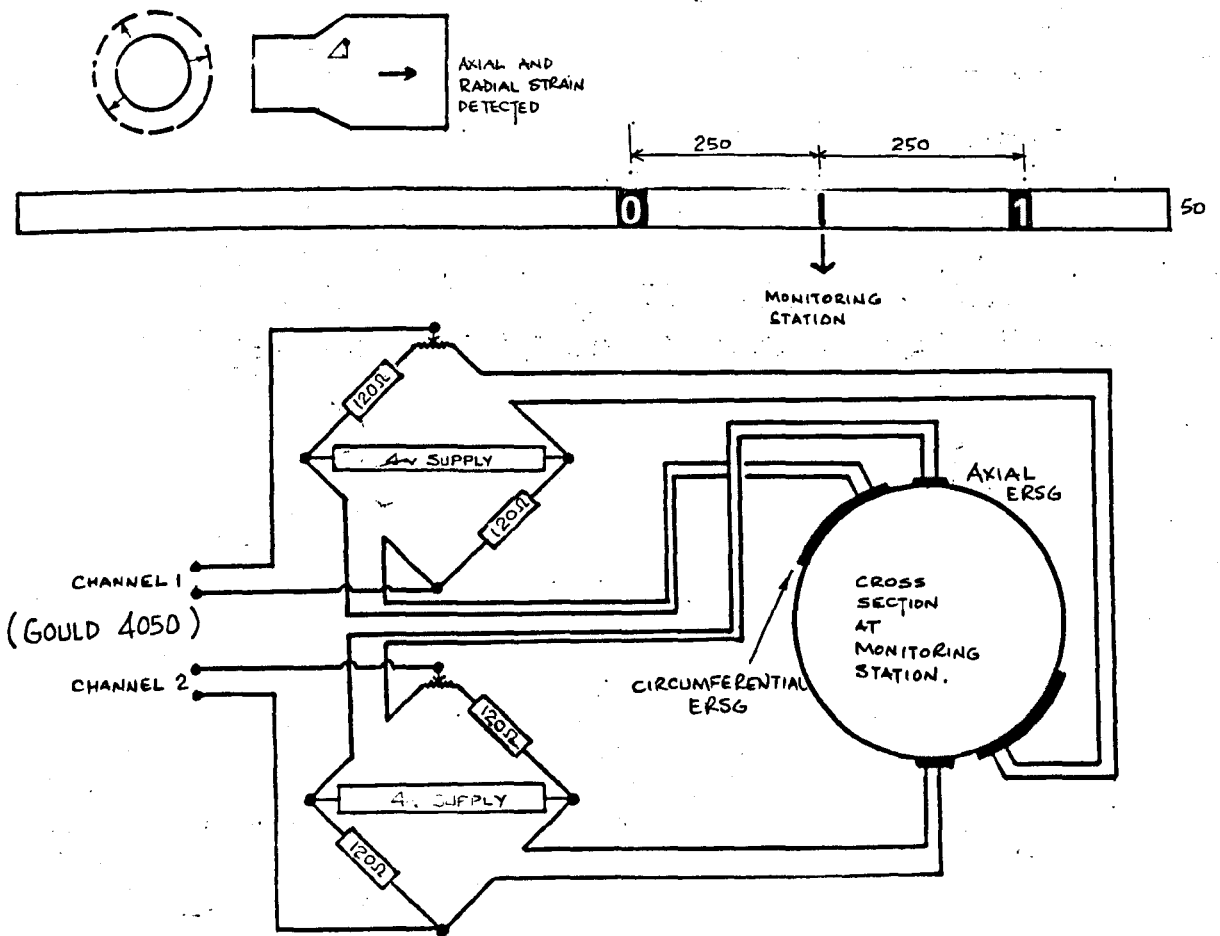 AXIAL AND
RADIAL STRAIN
DETECTED
250
250
0
1
50
MONITORING
STATION
120Ω
4v SUPPLY
120Ω
AXIAL
ERSG
CHANNEL 1
(GOULD 4050)
CHANNEL 2
CROSS
SECTION
AT
MONITORING
STATION.
CIRCUMFERENTIAL
ERSG
120Ω
SUPPLY
120Ω